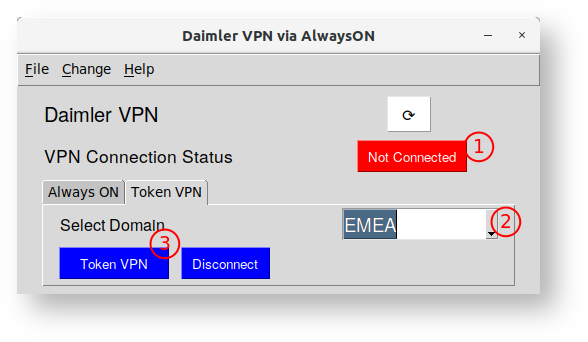 Daimler VPN via AlwaysON
File Change Help
Daimler VPN
VPN Connection Status
Not Connected
1
Always ON
Token VPN
Select Domain
EMEA
2
3
Token VPN
Disconnect